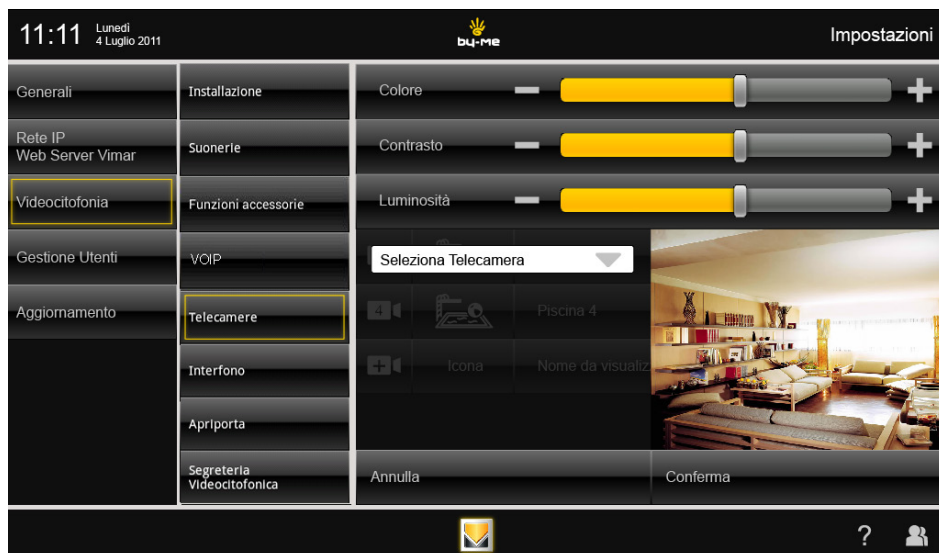 11:11
Lunedì
4 Luglio 2011
by-me
Impostazioni
Generali
Rete IP
Web Server Vimar
Videocitofonia
Gestione Utenti
Aggiornamento
Installazione
Suonerie
Funzioni accessorie
VOIP
Telecamere
Interfono
Apriporta
Segreteria
Videocitofonica
Colore
Contrasto
Luminosità
Seleziona Telecamera
4
Piscina 4
Icona
Nome da visualiz
Annulla
Conferma
?